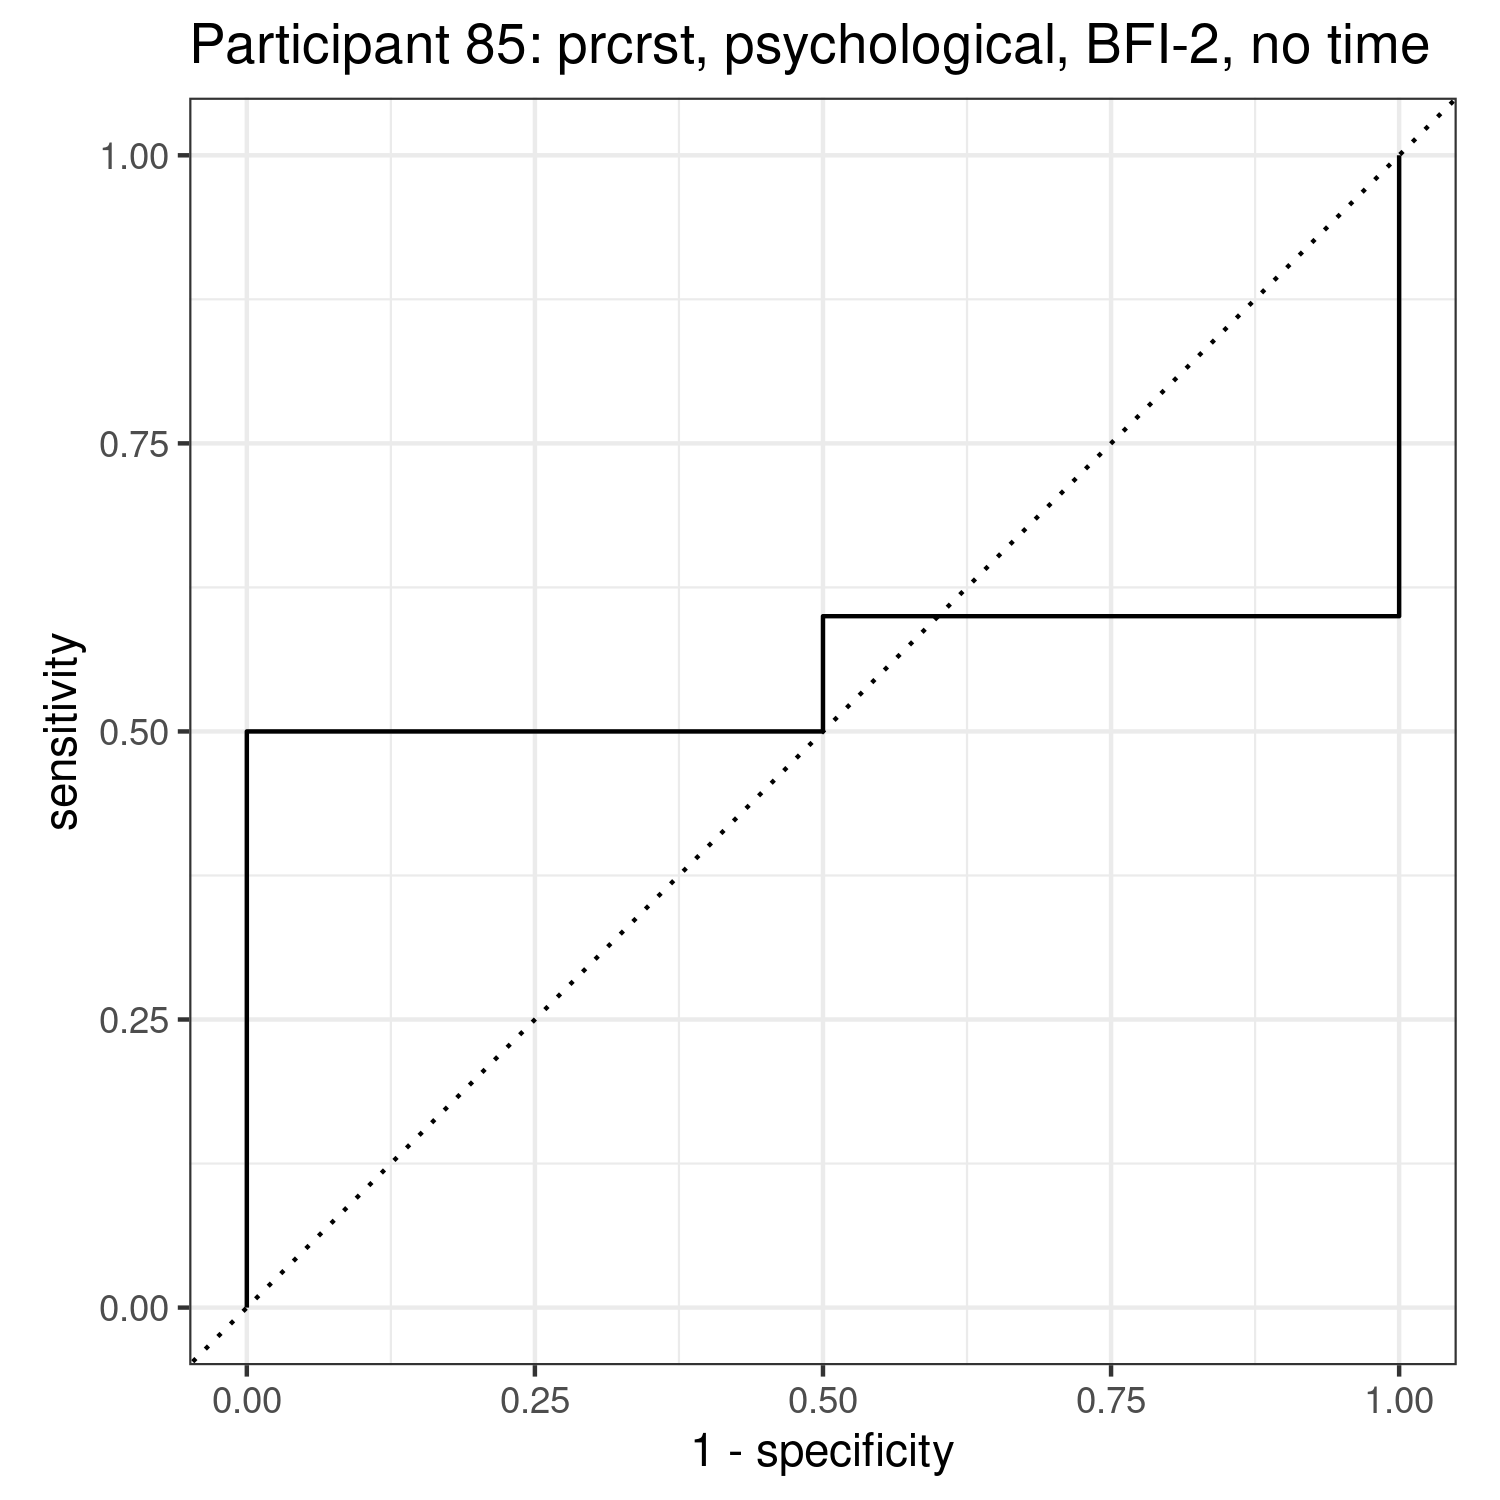 Participant 85: prcrst, psychological, BFI-2, no time
1.00
0.75
0.50
0.25
0.00
sensitivity
0.00 0.25 0.50 0.75 1.00
1 - specificity